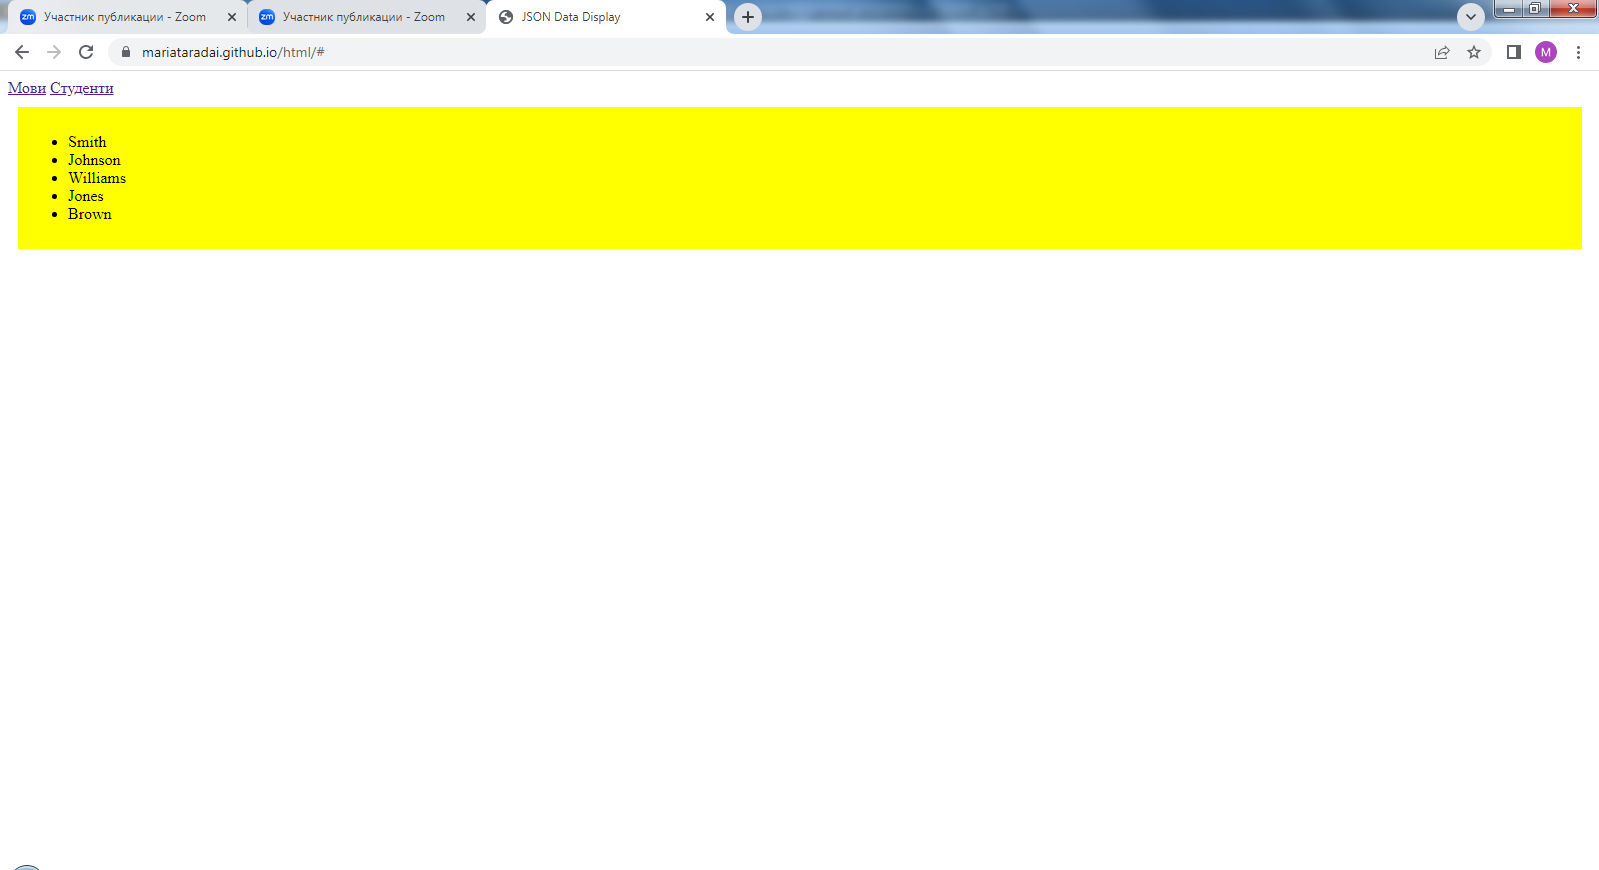 zm Участник публикации - Zoom zm Участник публикации - Zoom JSON Data Display
mariataradai.github.io/html/# M
Мови Студенти
Smith
Johnson
Williams
Jones
Brown